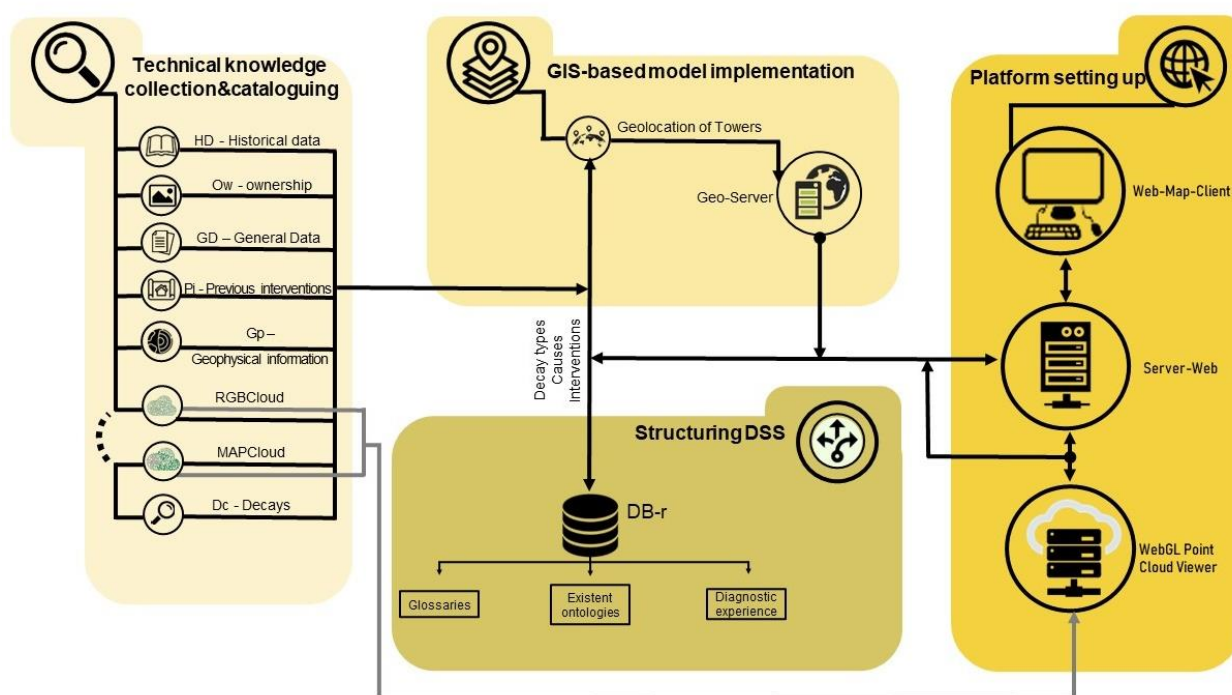 Technical knowledge
collection&cataloguing
HD - Historical data
Ow - ownership
GD – General Data
Pi - Previous interventions
Gp –
Geophysical information
RGBCloud
MAPCloud
Dc - Decays
GIS-based model implementation
Geolocation of Towers
Geo-Server
Decay types
Causes
Interventions
Structuring DSS
DB-r
Glossaries
Existent
ontologies
Diagnostic
experience
Platform setting up
Web-Map-Client
Server-Web
WebGL Point
Cloud Viewer